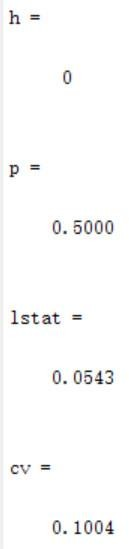 h =
0
p =
0.5000
lstat =
0.0543
cv =
0.1004